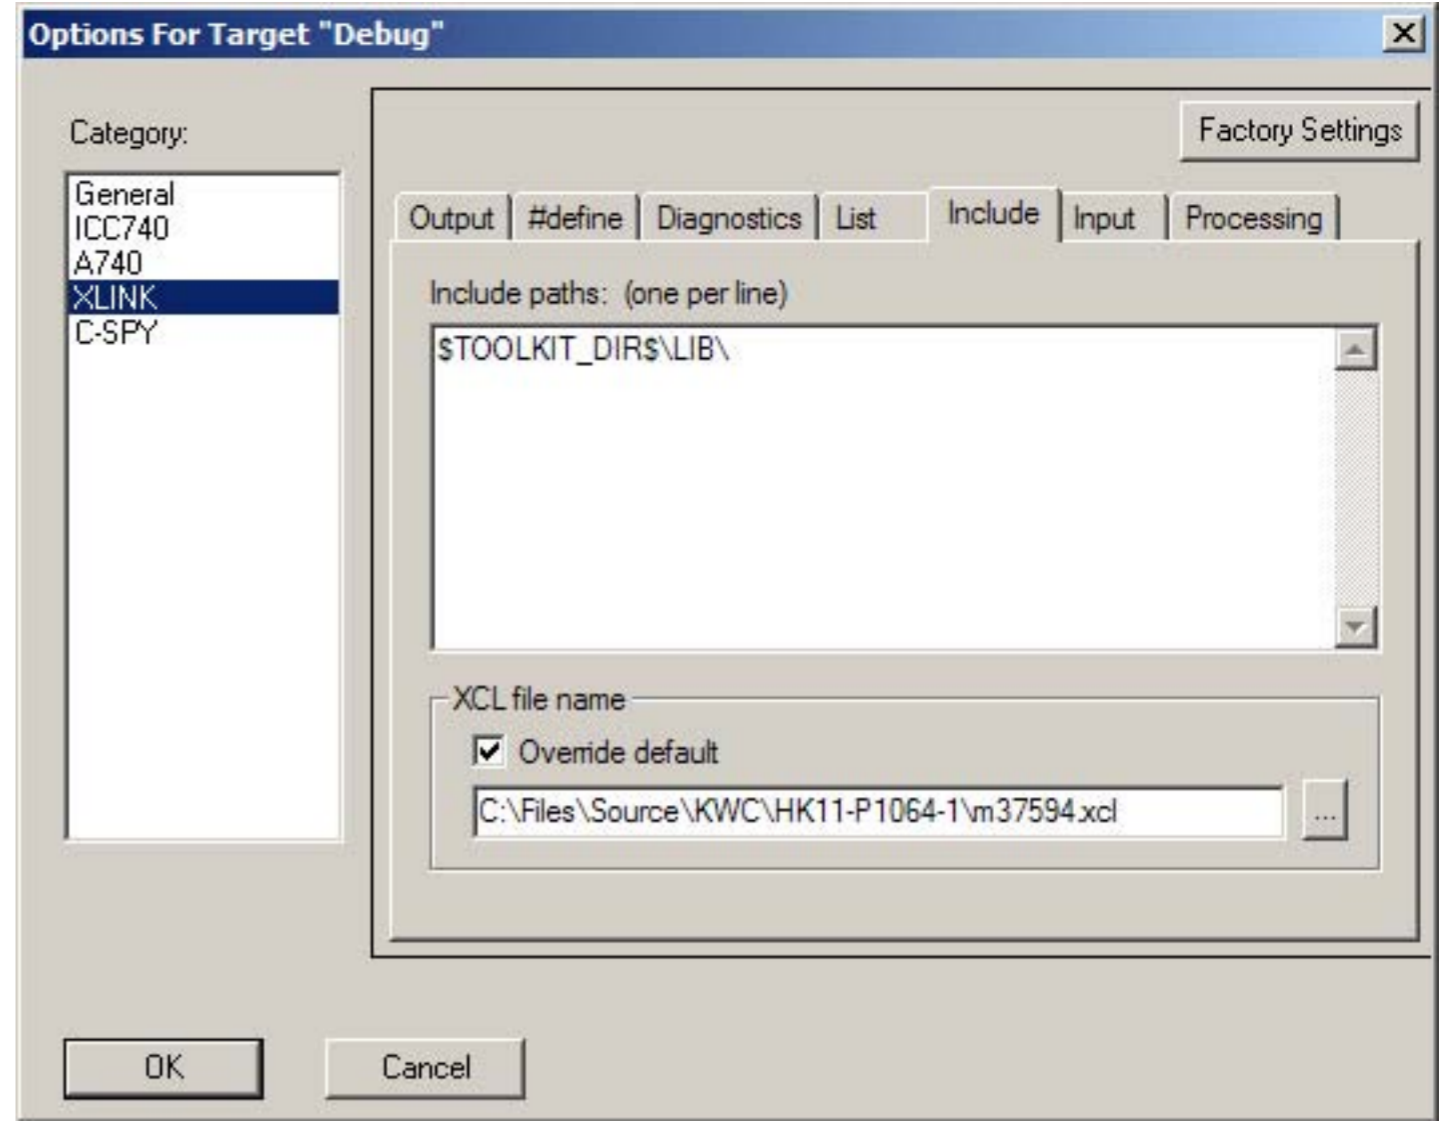 Options For Target "Debug"
Category:
General
ICC740
A740
XLINK
C-SPY
Factory Settings
Output #define Diagnostics List Include Input Processing
Include paths: (one per line)
$TOOLKIT_DIR$\LIB\
XCL file name
Override default
C:\Files\Source\KWC\HK11-P1064-1\m37594.xcl
...
OK Cancel